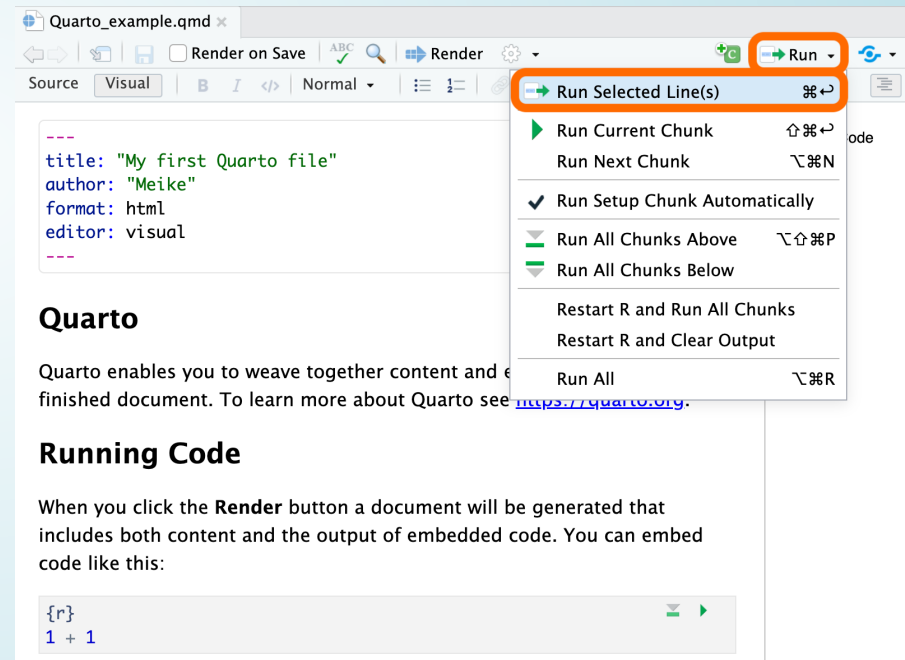 Quarto_example.qmd ×
Render on Save ABC Render
C Run
Source Visual B I </> Normal
Run Selected Line(s) ⌘↩
Run Current Chunk ⇧⌘↩
Run Next Chunk ⌥⌘N
Run Setup Chunk Automatically
Run All Chunks Above ⌥⇧⌘P
Run All Chunks Below
Restart R and Run All Chunks
Restart R and Clear Output
Run All ⌥⌘R
---
title: "My first Quarto file"
author: "Meike"
format: html
editor: visual
---
Quarto
Quarto enables you to weave together content and
finished document. To learn more about Quarto see https://quarto.org.
Running Code
When you click the Render button a document will be generated that
includes both content and the output of embedded code. You can embed
code like this:
{r}
1 + 1